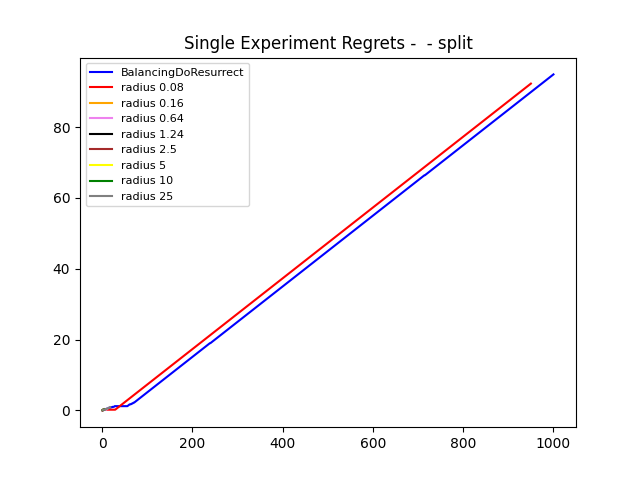 Single Experiment Regrets -  - split
BalancingDoResurrect
radius 0.08
radius 0.16
radius 0.64
radius 1.24
radius 2.5
radius 5
radius 10
radius 25
80
60
40
20
0
0 200 400 600 800 1000